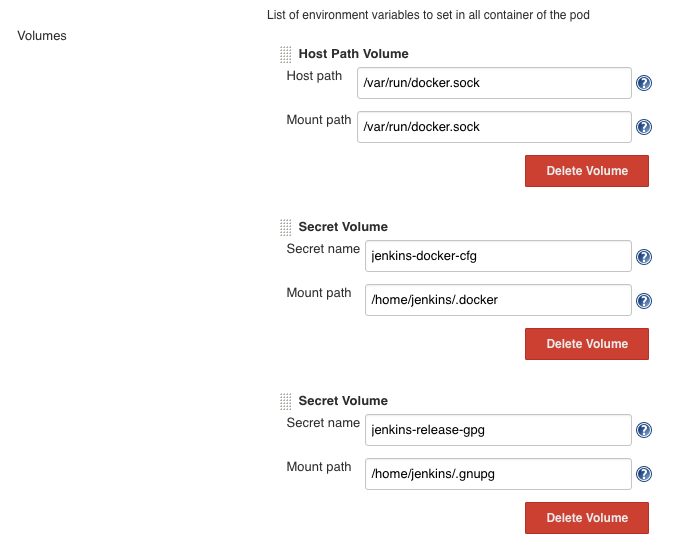 List of environment variables to set in all container of the pod
Volumes
Host Path Volume
Host path /var/run/docker.sock ?
Mount path /var/run/docker.sock ?
Delete Volume
Secret Volume
Secret name jenkins-docker-cfg ?
Mount path /home/jenkins/.docker ?
Delete Volume
Secret Volume
Secret name jenkins-release-gpg ?
Mount path /home/jenkins/.gnupg ?
Delete Volume